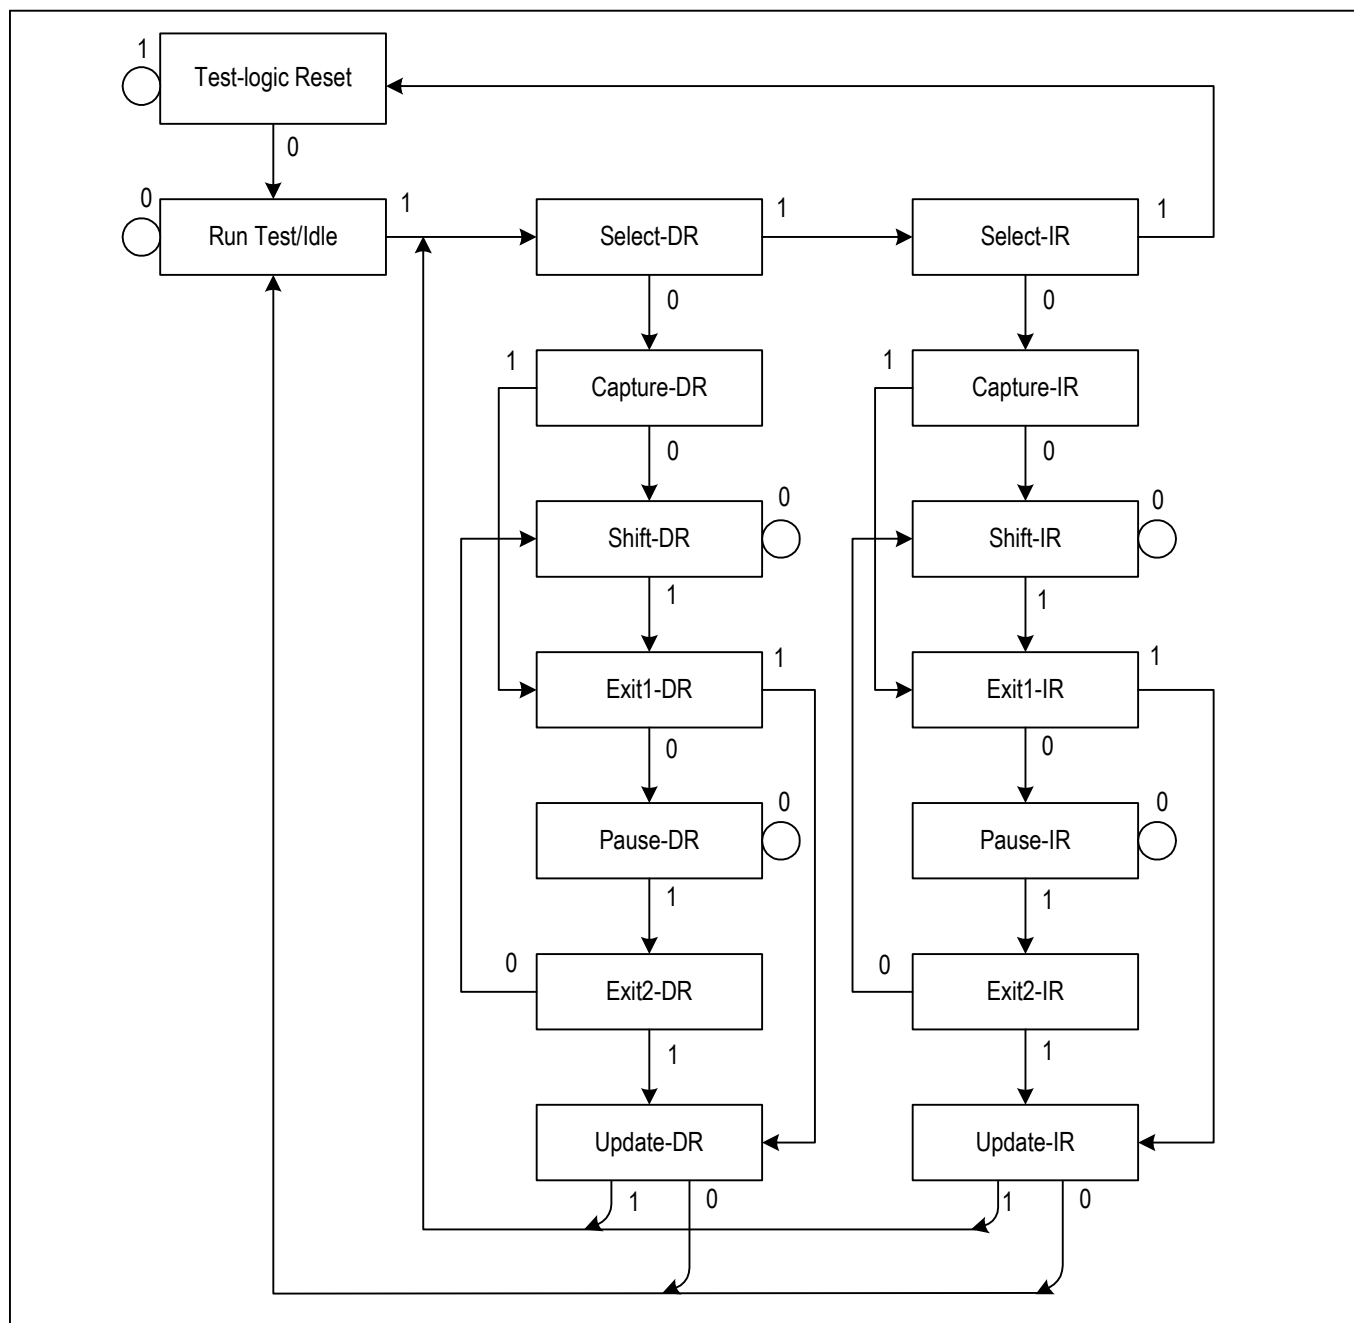 1
Test-logic Reset
0
0
Run Test/Idle
1
Select-DR
1
Select-IR
1
0
0
1
Capture-DR
1
Capture-IR
0
0
Shift-DR
0
Shift-IR
0
1
1
Exit1-DR
1
Exit1-IR
1
0
0
Pause-DR
0
Pause-IR
0
1
1
0
Exit2-DR
0
Exit2-IR
1
1
Update-DR
Update-IR
1
0
1
0